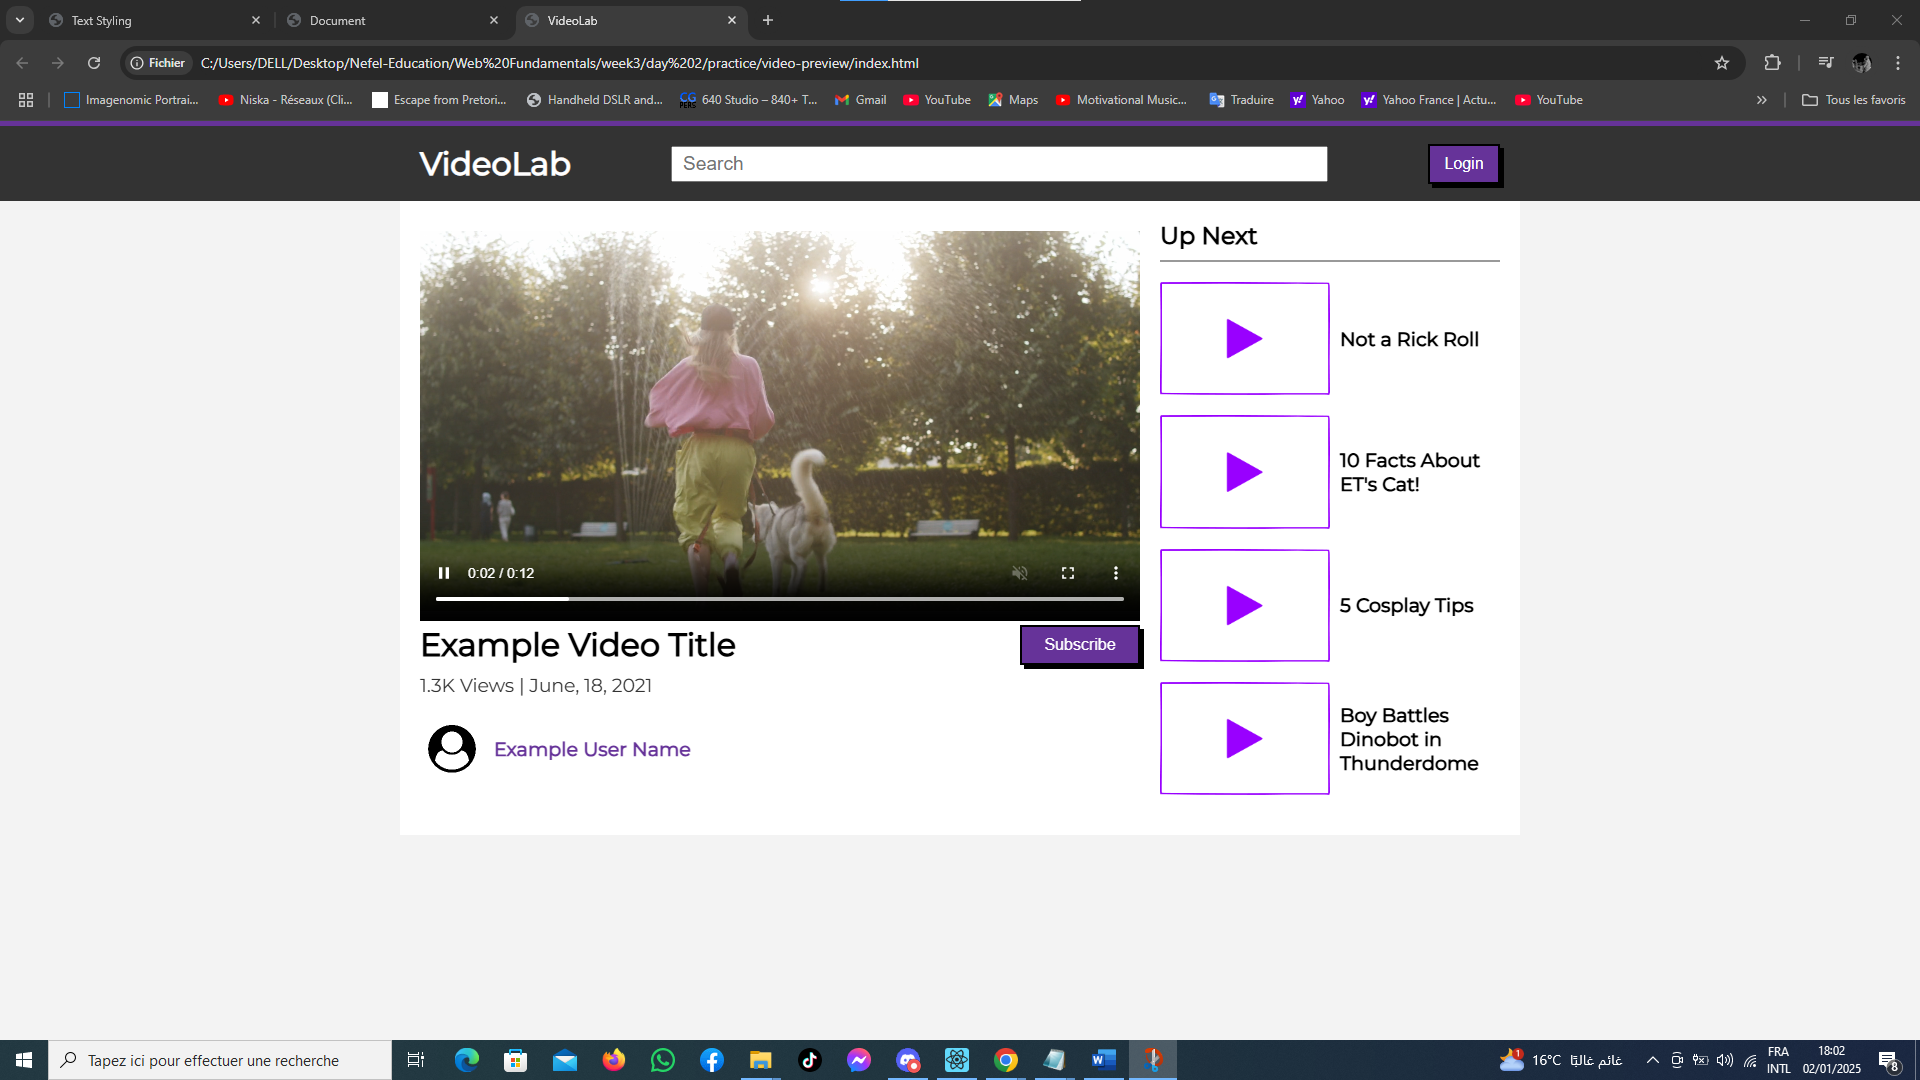 Text Styling
Document
VideoLab
Fichier
C:/Users/DELL/Desktop/Nefel-Education/Web%20Fundamentals/week3/day%202/practice/video-preview/index.html
Imagenomic Portrai...
Niska - Réseaux (Cli...
Escape from Pretori...
Handheld DSLR and...
640 Studio – 840+ T...
Gmail
YouTube
Maps
Motivational Music...
Traduire
Yahoo
Yahoo France | Actu...
YouTube
Tous les favoris
VideoLab
Search
Login
Up Next
Not a Rick Roll
10 Facts About
ET's Cat!
5 Cosplay Tips
Boy Battles
Dinobot in
Thunderdome
0:02 / 0:12
Example Video Title
Subscribe
1.3K Views | June, 18, 2021
Example User Name
Tapez ici pour effectuer une recherche
16°C غائم غالبًا
FRA
INTL
18:02
02/01/2025
8